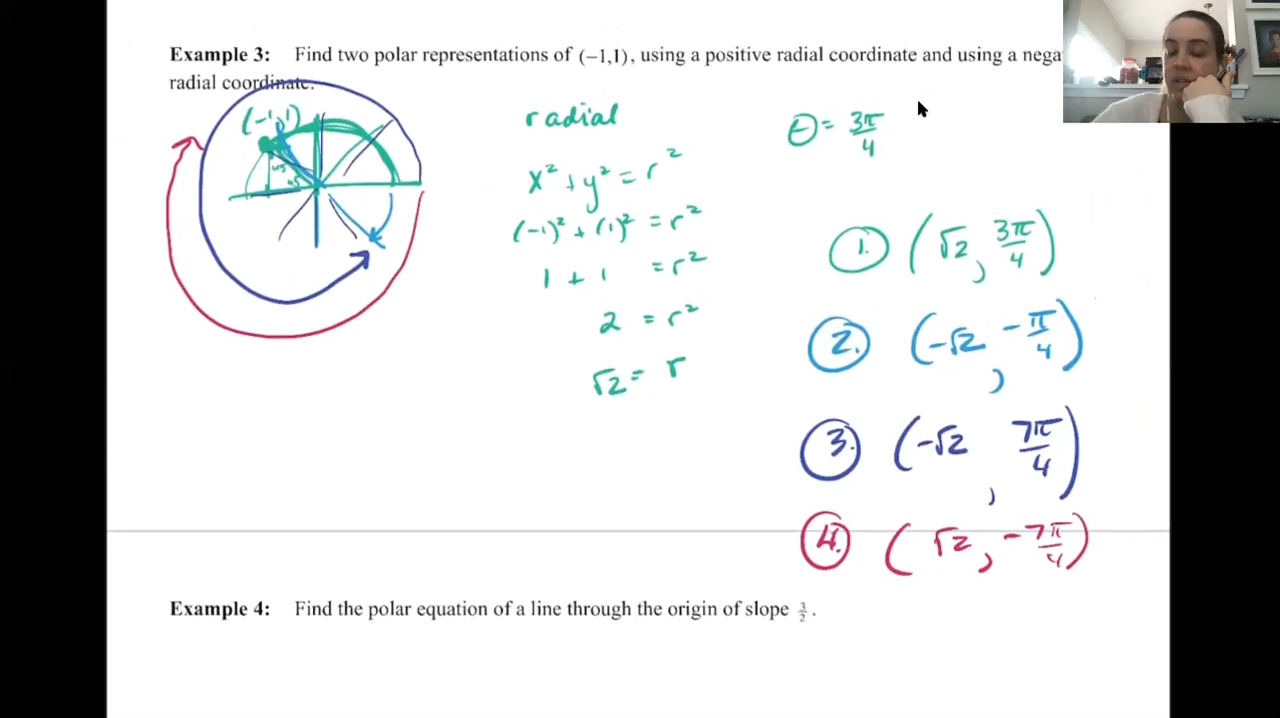 Example 3: Find two polar representations of (−1,1), using a positive radial coordinate and using a nega
radial coordinate.
(-1,1)
45
45
radial
x² + y² = r²
(-1)² + (1)² = r²
1 + 1 = r²
2 = r²
√2 = r
θ = 3π/4
1. (√2, 3π/4)
2. (-√2, -π/4)
3. (-√2, 7π/4)
4. (√2, -7π/4)
Example 4: Find the polar equation of a line through the origin of slope 3/2.